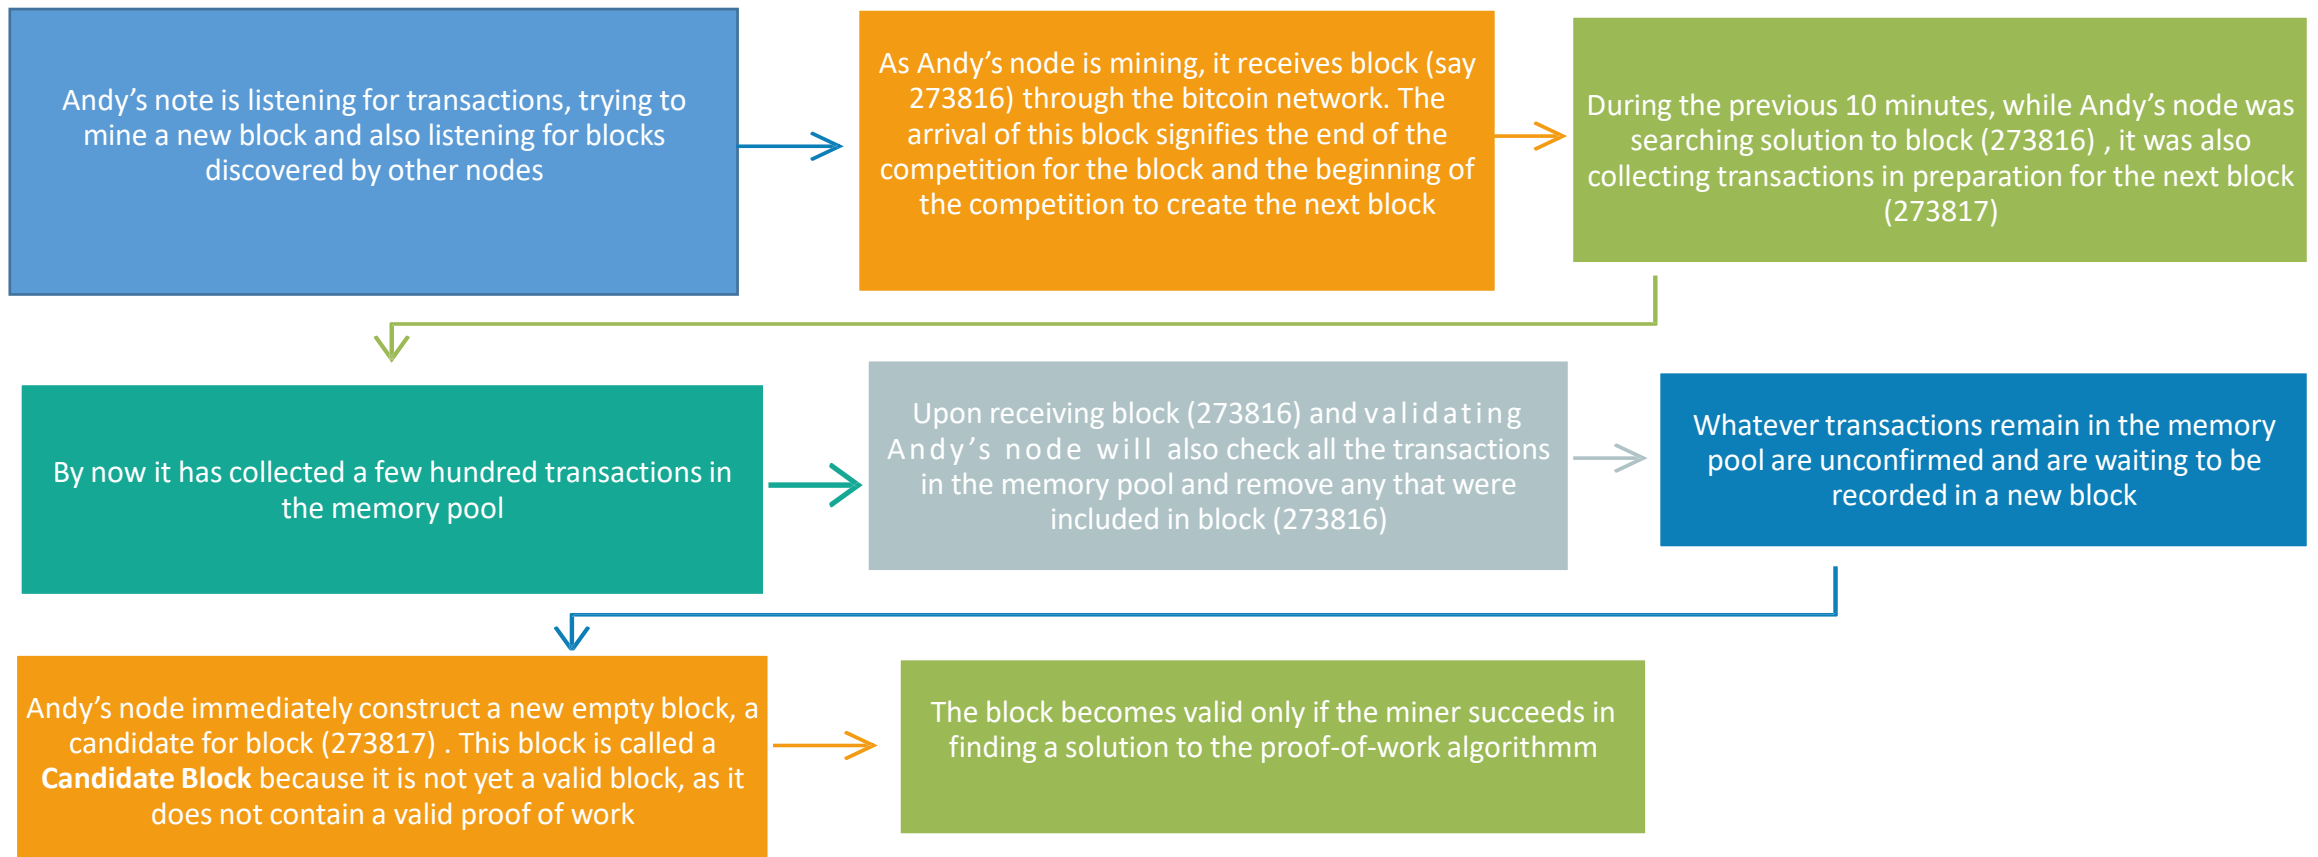 Andy’s note is listening for transactions, trying to
mine a new block and also listening for blocks
discovered by other nodes
As Andy’s node is mining, it receives block (say
273816) through the bitcoin network. The
arrival of this block signifies the end of the
competition for the block and the beginning of
the competition to create the next block
During the previous 10 minutes, while Andy’s node was
searching solution to block (273816) , it was also
collecting transactions in preparation for the next block
(273817)
By now it has collected a few hundred transactions in
the memory pool
Upon receiving block (273816) and validating
Andy’s node will also check all the transactions
in the memory pool and remove any that were
included in block (273816)
Whatever transactions remain in the memory
pool are unconfirmed and are waiting to be
recorded in a new block
Andy’s node immediately construct a new empty block, a
candidate for block (273817) . This block is called a
Candidate Block because it is not yet a valid block, as it
does not contain a valid proof of work
The block becomes valid only if the miner succeeds in
finding a solution to the proof-of-work algorithmm